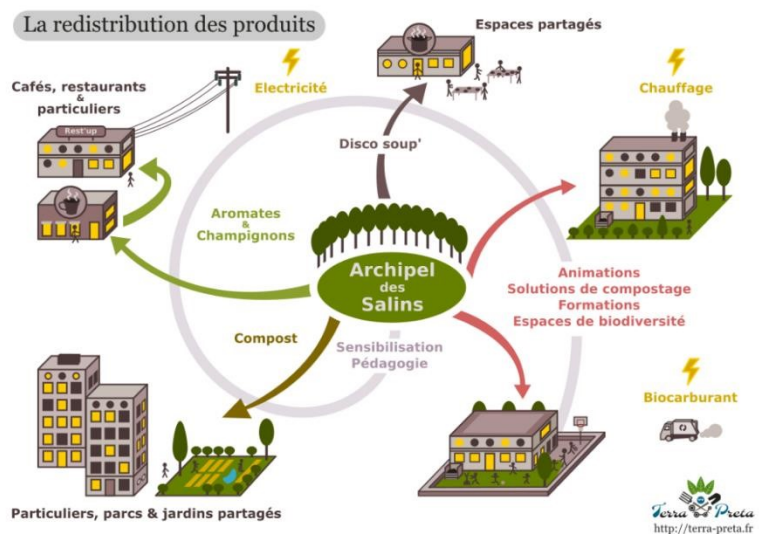 La redistribution des produits
Espaces partagés
Electricité
Chauffage
Cafés, restaurants
&
particuliers
Rest'up
Disco soup'
Aromates
&
Champignons
Archipel
des
Salins
Animations
Solutions de compostage
Formations
Espaces de biodiversité
Compost
Sensibilisation
Pédagogie
Biocarburant
Particuliers, parcs & jardins partagés
Terra Preta
http://terra-preta.fr